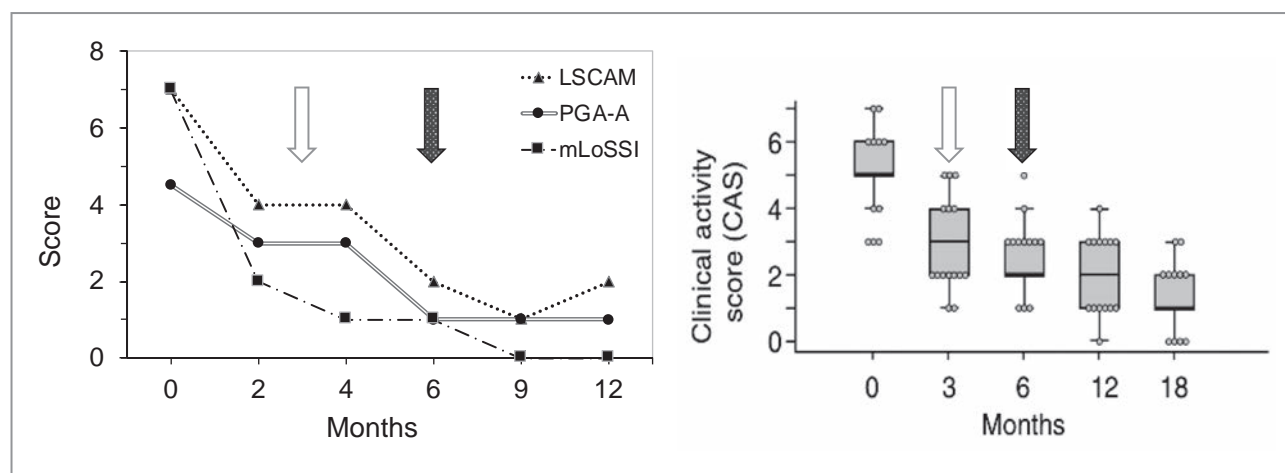 8
6
4
2
0
Score
0 2 4 6 9 12
Months
LSCAM
PGA-A
mLoSSI
Clinical activity
score (CAS)
6
4
2
0
0 3 6 12 18
Months